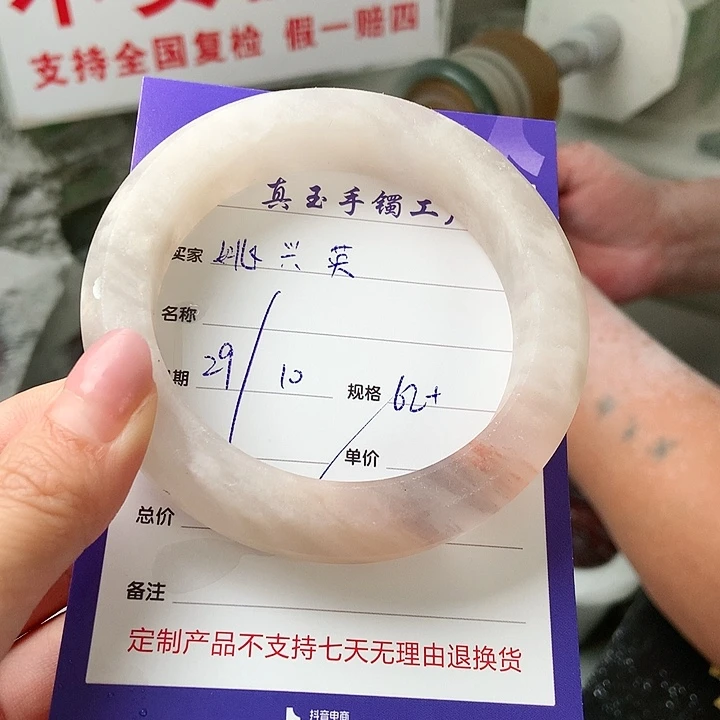 支持全国复检 假一赔四
真玉手镯工
买家 姚兴英
名称
期 29/10 规格 62+
单价
总价
备注
定制产品不支持七天无理由退换货
抖音电商